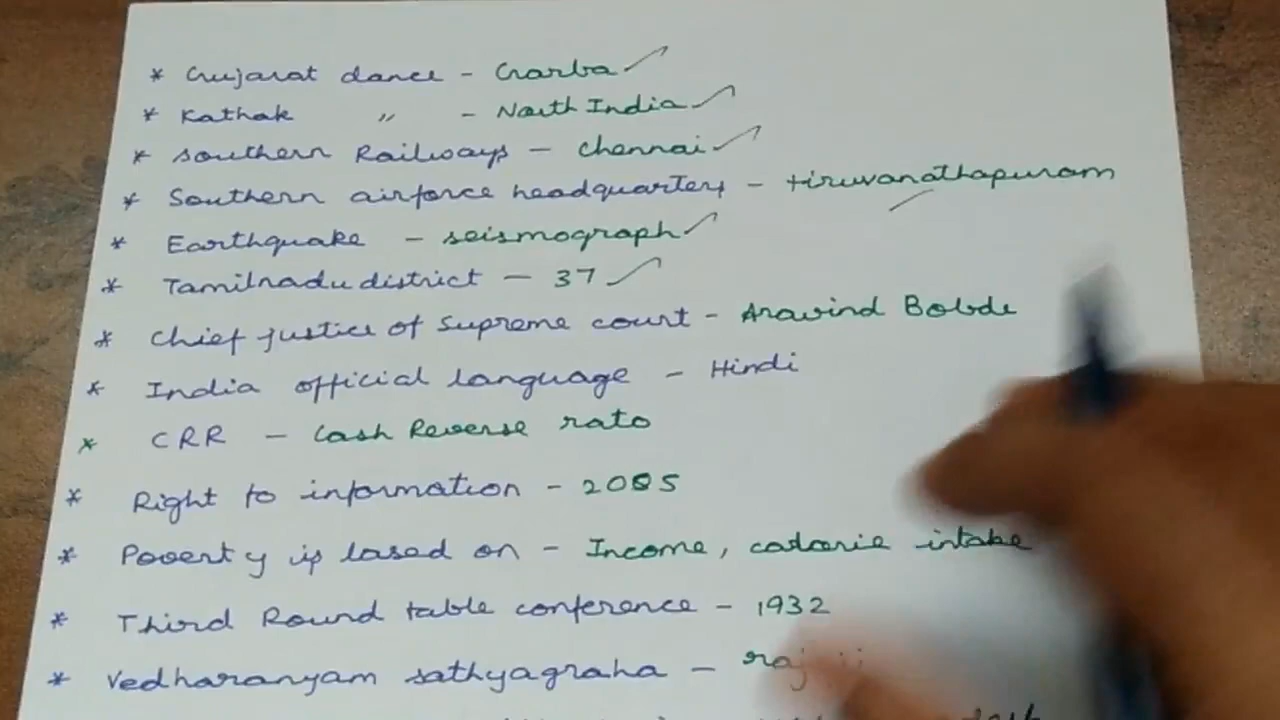 * Gujarat dance - Garba
* Kathak " - North India
* Southern Railways - Chennai
* Southern airforce headquarters - tiruvanathapuram
* Earthquake - seismograph
* Tamilnadu district - 37
* Chief justice of Supreme court - Aravind Bobde
* India official language - Hindi
* CRR - Cash Reverse rato
* Right to information - 2005
* Poverty is based on - Income, calorie intake
* Third Round table conference - 1932
* Vedharanyam sathyagraha -